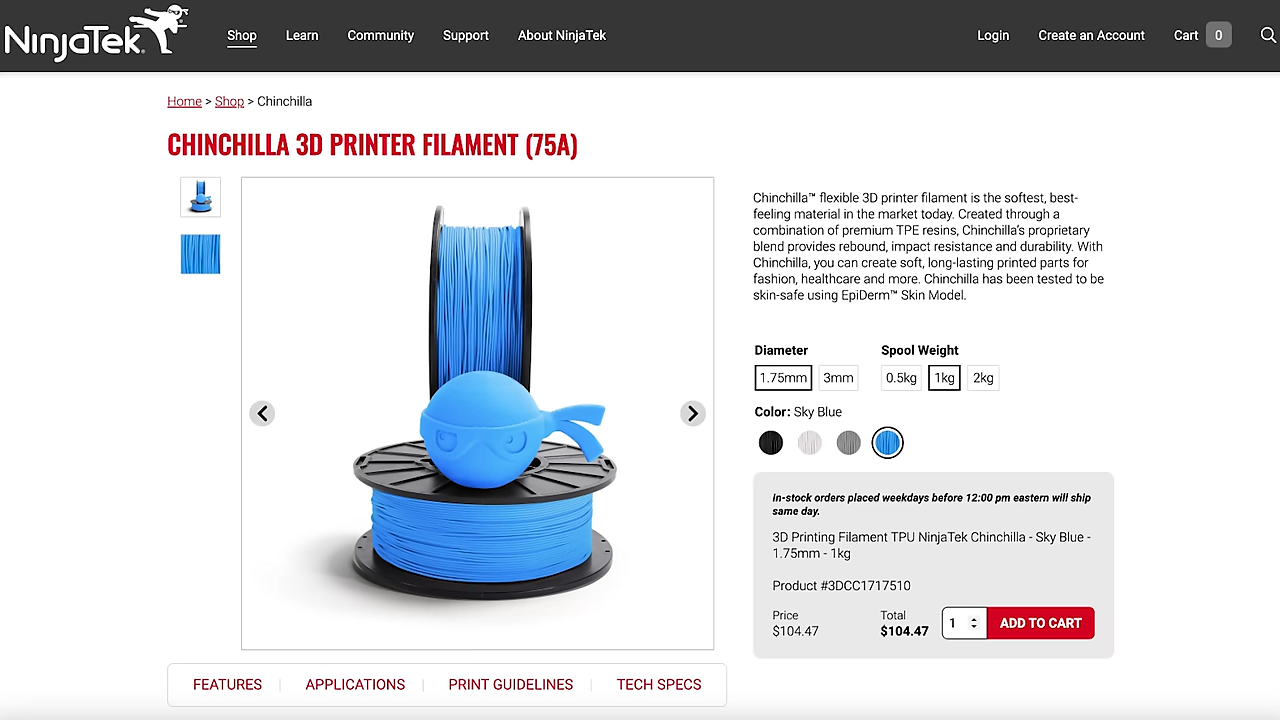 NinjaTek
Shop
Learn
Community
Support
About NinjaTek
Login
Create an Account
Cart
0
Home > Shop > Chinchilla
CHINCHILLA 3D PRINTER FILAMENT (75A)
Chinchilla™ flexible 3D printer filament is the softest, best-
feeling material in the market today. Created through a
combination of premium TPE resins, Chinchilla's proprietary
blend provides rebound, impact resistance and durability. With
Chinchilla, you can create soft, long-lasting printed parts for
fashion, healthcare and more. Chinchilla has been tested to be
skin-safe using EpiDerm™ Skin Model.
Diameter
1.75mm
3mm
Spool Weight
0.5kg
1kg
2kg
Color: Sky Blue
In-stock orders placed weekdays before 12:00 pm eastern will ship
same day.
3D Printing Filament TPU NinjaTek Chinchilla - Sky Blue -
1.75mm - 1kg
Product #3DCC1717510
Price
$104.47
Total
$104.47
1
ADD TO CART
FEATURES
APPLICATIONS
PRINT GUIDELINES
TECH SPECS